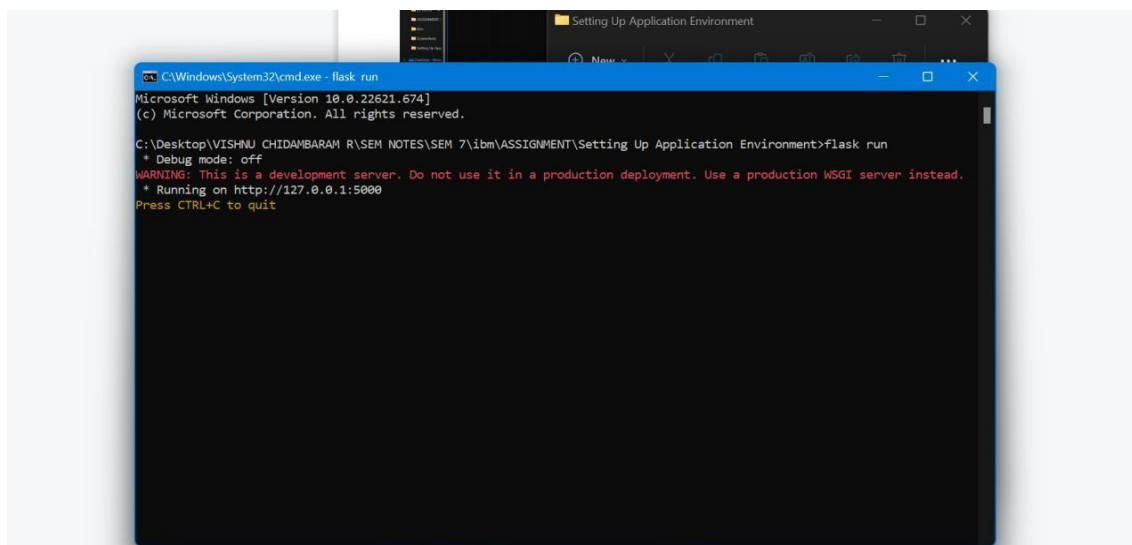 Setting Up Application Environment
New
C:\Windows\System32\cmd.exe - flask run
Microsoft Windows [Version 10.0.22621.674]
(c) Microsoft Corporation. All rights reserved.
C:\Desktop\VISHNU CHIDAMBARAM R\SEM NOTES\SEM 7\ibm\ASSIGNMENT\Setting Up Application Environment>flask run
* Debug mode: off
WARNING: This is a development server. Do not use it in a production deployment. Use a production WSGI server instead.
* Running on http://127.0.0.1:5000
Press CTRL+C to quit